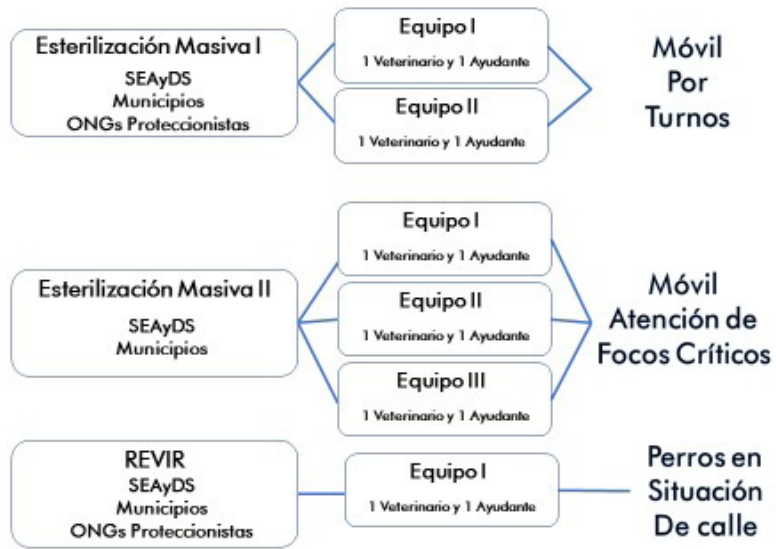 Esterilización Masiva I
SEAyDS
Municipios
ONGs Proteccionistas
Equipo I
1 Veterinario y 1 Ayudante
Equipo II
1 Veterinario y 1 Ayudante
Móvil
Por
Turnos
Esterilización Masiva II
SEAyDS
Municipios
Equipo I
1 Veterinario y 1 Ayudante
Equipo II
1 Veterinario y 1 Ayudante
Equipo III
1 Veterinario y 1 Ayudante
Móvil
Atención de
Focos Críticos
REVIR
SEAyDS
Municipios
ONGs Proteccionistas
Equipo I
1 Veterinario y 1 Ayudante
Perros en
Situación
De calle